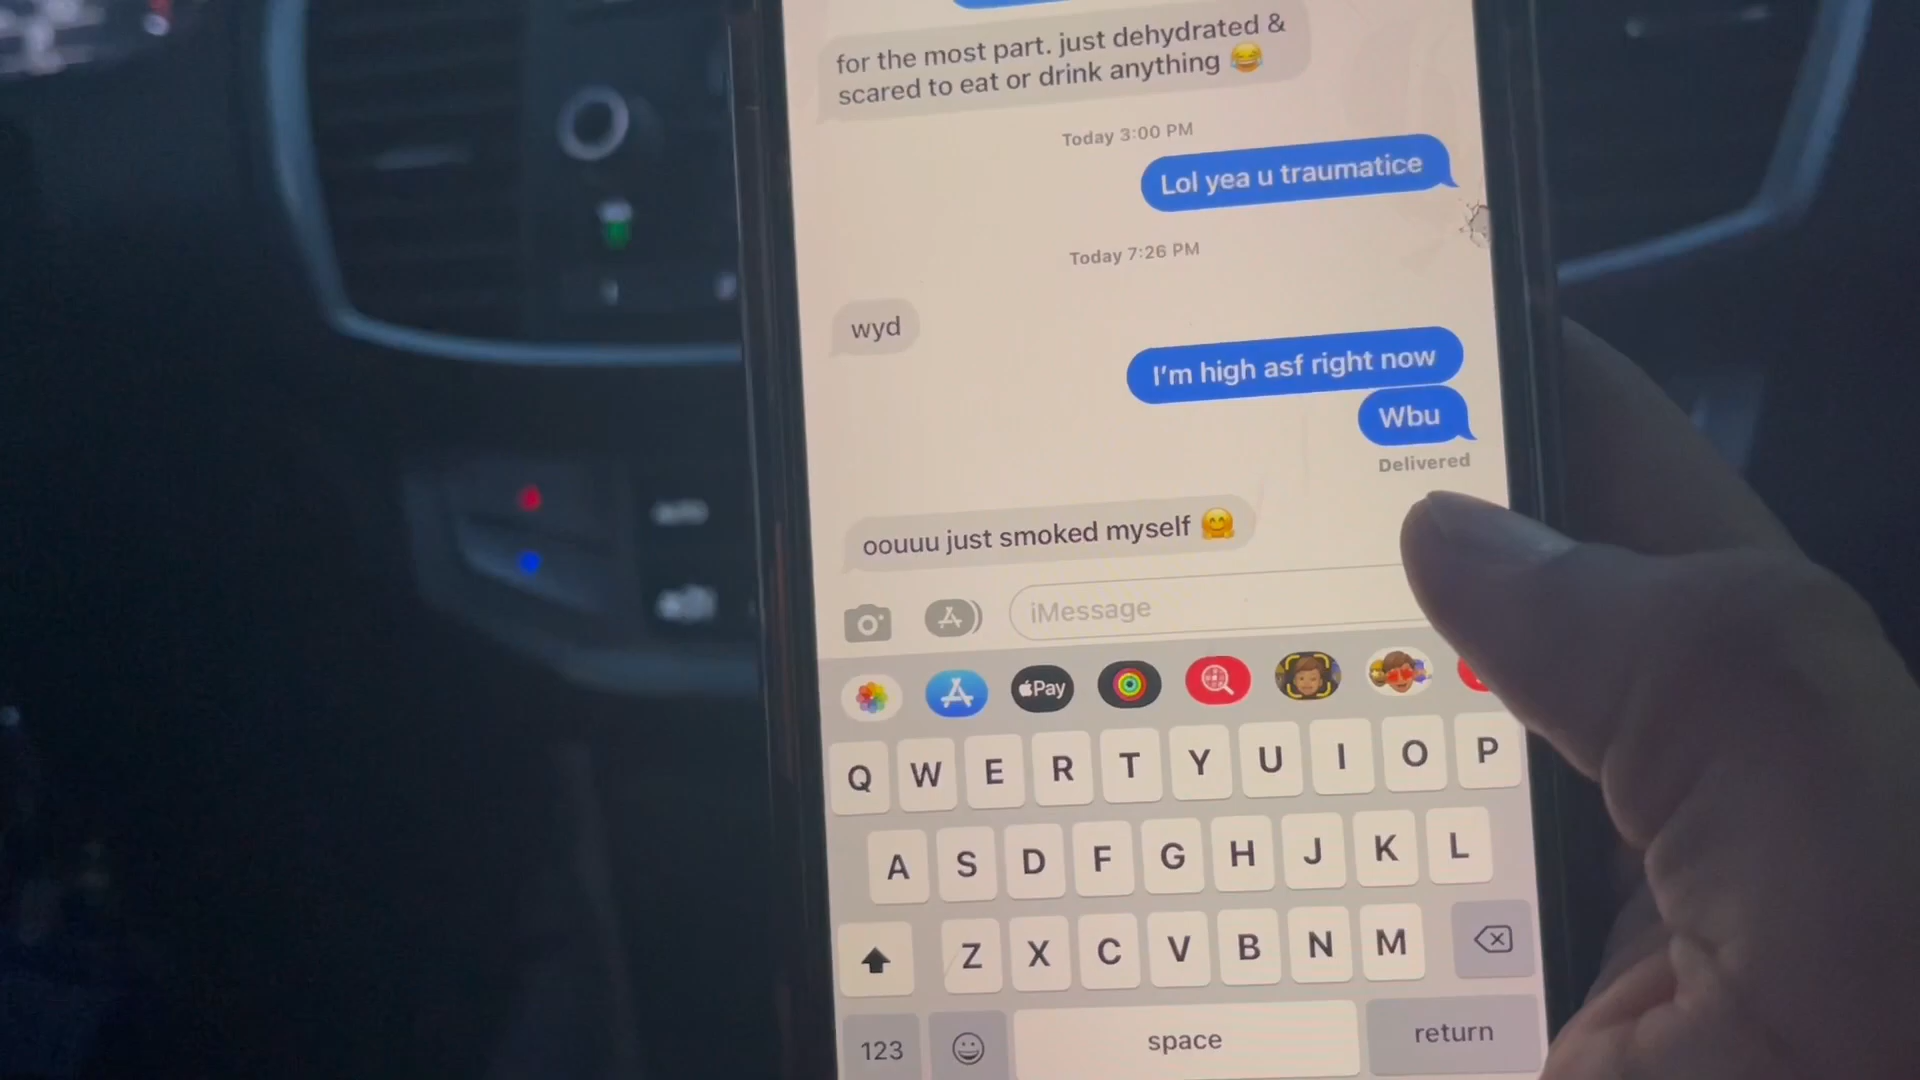 for the most part. just dehydrated &
scared to eat or drink anything 😂
Today 3:00 PM
Lol yea u traumatice
Today 7:26 PM
wyd
I'm high asf right now
Wbu
Delivered
oouuu just smoked myself 🤗
iMessage
Pay
Q W E R T Y U I O P
A S D F G H J K L
Z X C V B N M
123 space return